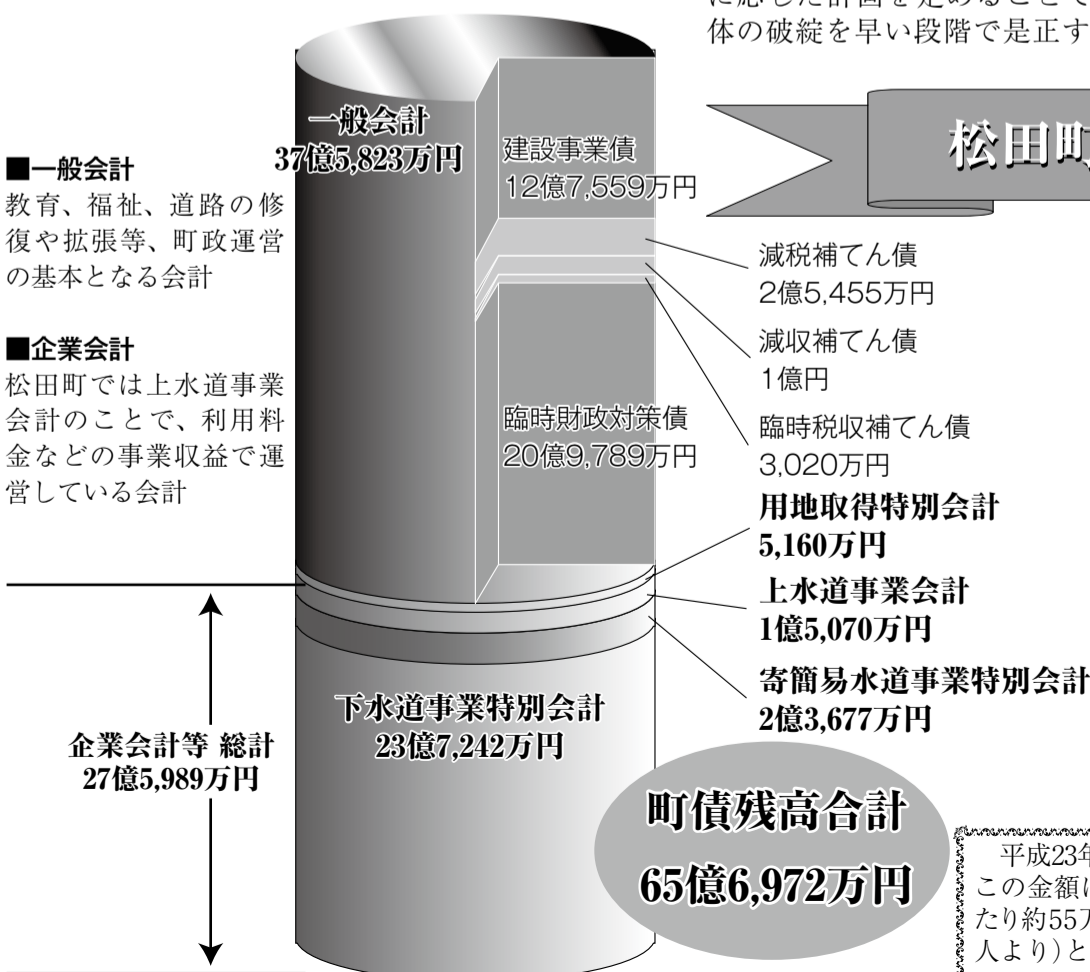 に応じた計画を定めることで
体の破綻を早い段階で是正す
松田町
一般会計
37億5,823万円
建設事業債
12億7,559万円
■一般会計
教育、福祉、道路の修
復や拡張等、町政運営
の基本となる会計
■企業会計
松田町では上水道事業
会計のことで、利用料
金などの事業収益で運
営している会計
減税補てん債
2億5,455万円
減収補てん債
1億円
臨時財政対策債
20億9,789万円
臨時税収補てん債
3,020万円
用地取得特別会計
5,160万円
上水道事業会計
1億5,070万円
寄簡易水道事業特別会計
2億3,677万円
下水道事業特別会計
23億7,242万円
企業会計等 総計
27億5,989万円
町債残高合計
65億6,972万円
平成23年
この金額に
たり約55万
人より)と